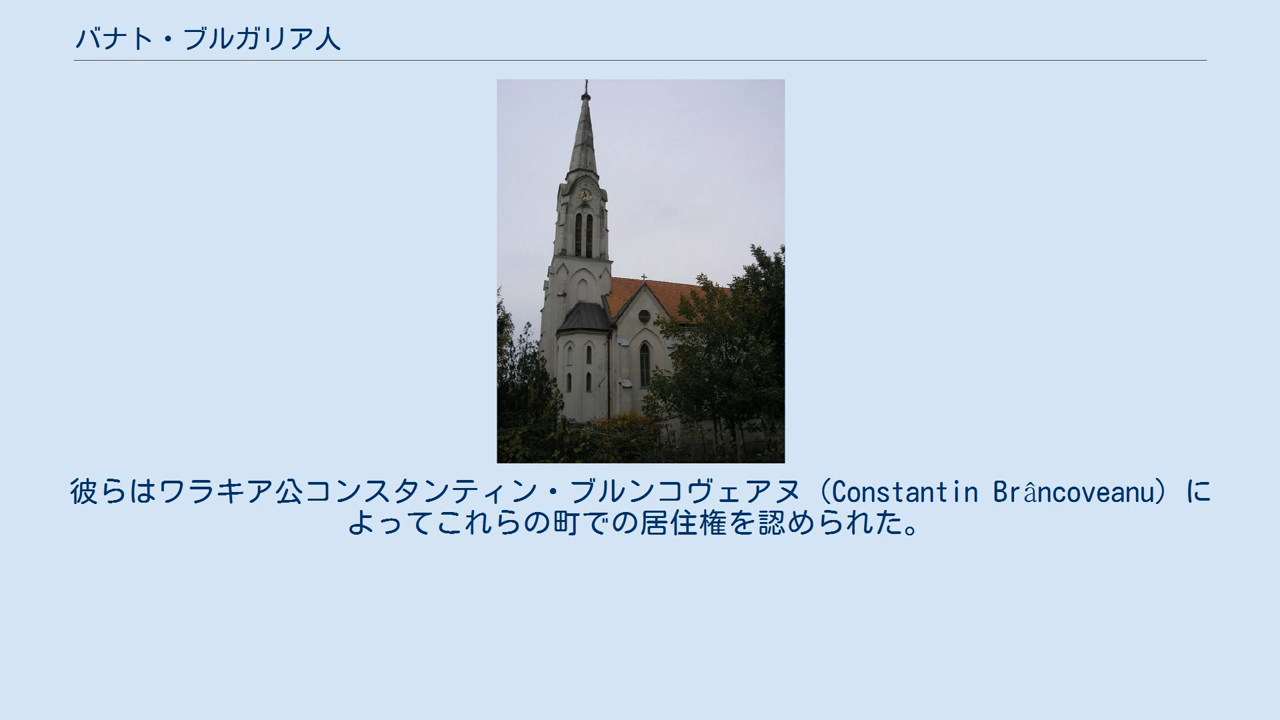 バナト・ブルガリア人
彼らはワラキア公コンスタンティン・ブルンコヴェアヌ（Constantin Brâncoveanu）に
よってこれらの町での居住権を認められた。